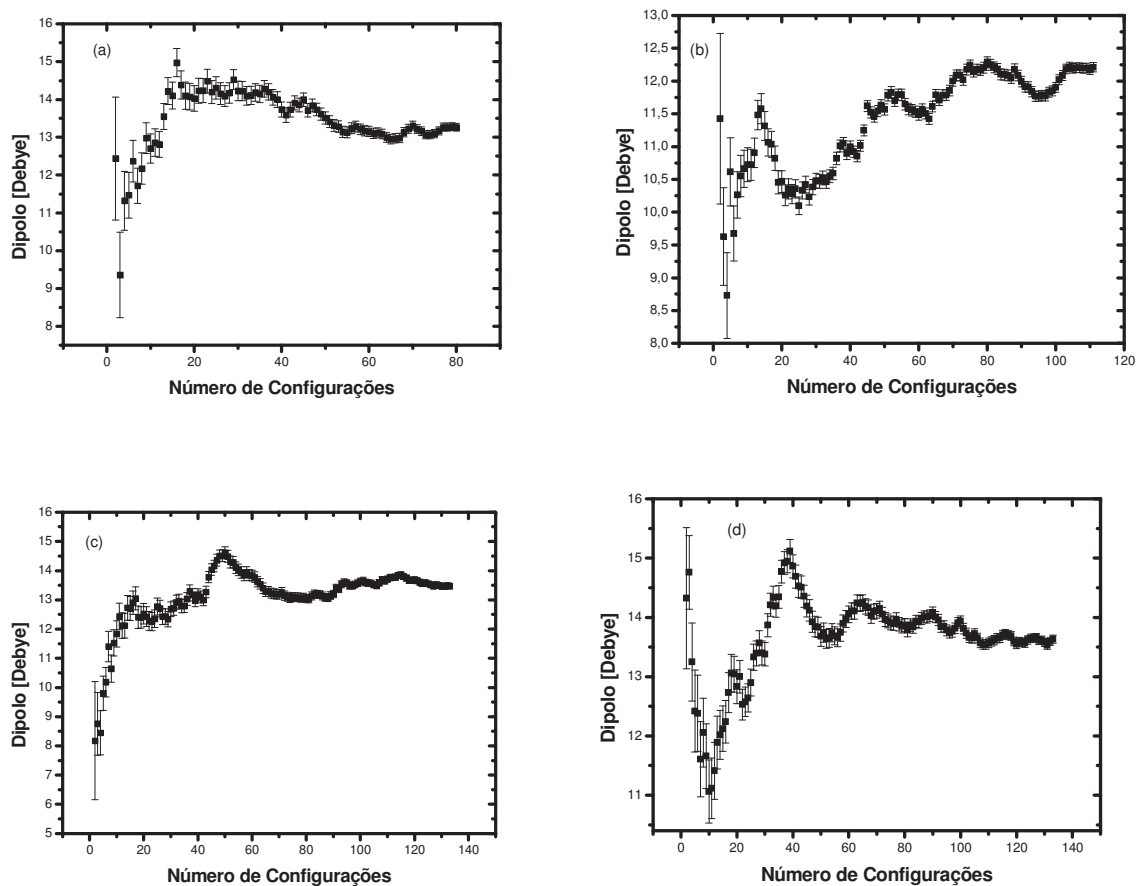 (a)
16
15
14
13
12
11
10
9
8
Dipolo [Debye]
0 20 40 60 80
Número de Configurações
(b)
13,0
12,5
12,0
11,5
11,0
10,5
10,0
9,5
9,0
8,5
8,0
Dipolo [Debye]
0 20 40 60 80 100 120
Número de Configurações
(c)
16
15
14
13
12
11
10
9
8
7
6
5
Dipolo [Debye]
0 20 40 60 80 100 120 140
Número de Configurações
(d)
16
15
14
13
12
11
Dipolo [Debye]
0 20 40 60 80 100 120 140
Número de Configurações